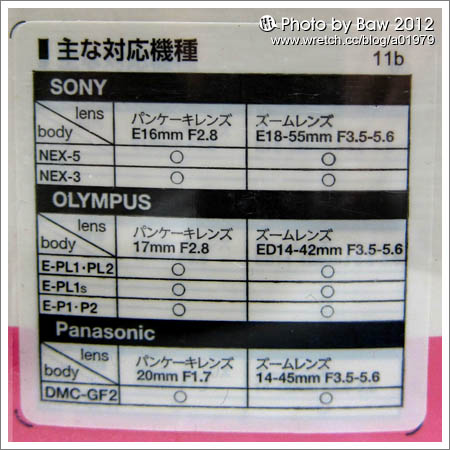 Photo by Baw 2012
www.wretch.cc/blog/a01979
主な対応機種
11b
SONY
lens
body
パンケーキレンズ
E16mm F2.8
ズームレンズ
E18-55mm F3.5-5.6
NEX-5 ○ ○
NEX-3 ○ ○
OLYMPUS
lens
body
パンケーキレンズ
17mm F2.8
ズームレンズ
ED14-42mm F3.5-5.6
E-PL1・PL2 ○ ○
E-PL1s ○ ○
E-P1・P2 ○ ○
Panasonic
lens
body
パンケーキレンズ
20mm F1.7
ズームレンズ
14-45mm F3.5-5.6
DMC-GF2 ○ ○